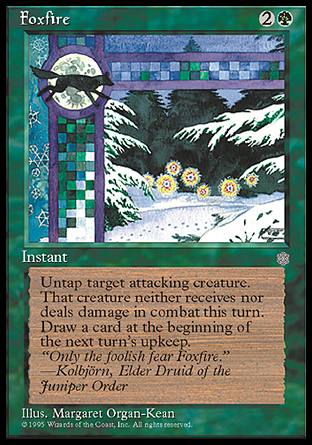 Foxfire 2
Instant
Untap target attacking creature.
That creature neither receives nor
deals damage in combat this turn.
Draw a card at the beginning of
the next turn's upkeep.
"Only the foolish fear Foxfire."
—Kolbjörn, Elder Druid of the
Juniper Order
Illus. Margaret Organ-Kean
©1995 Wizards of the Coast, Inc. All rights reserved.